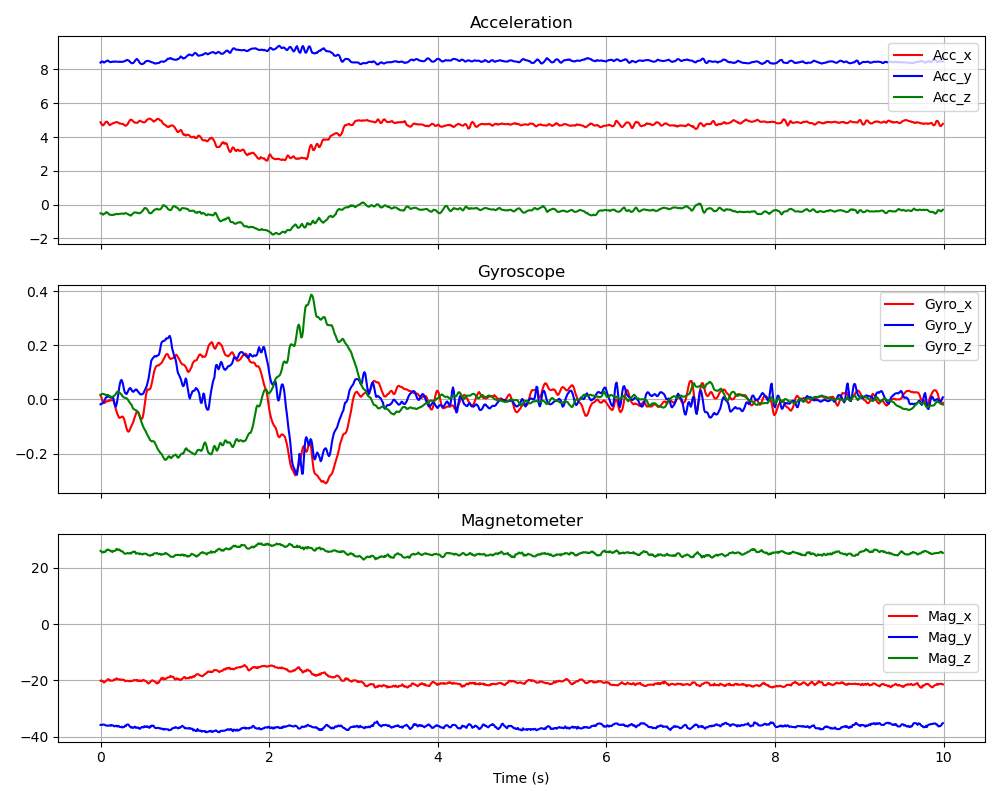 Acceleration
8
6
4
2
0
−2
Acc_x
Acc_y
Acc_z
Gyroscope
0.4
0.2
0.0
−0.2
Gyro_x
Gyro_y
Gyro_z
Magnetometer
20
0
−20
−40
Mag_x
Mag_y
Mag_z
0 2 4 6 8 10
Time (s)